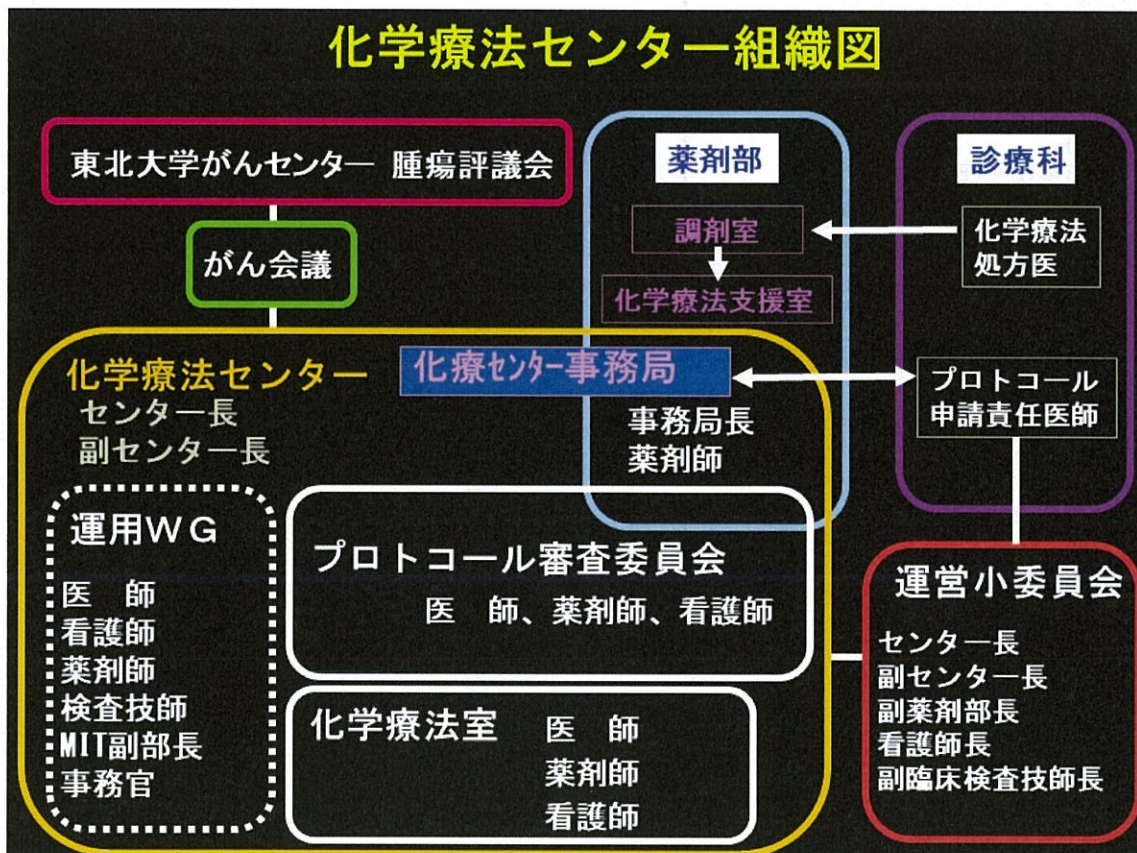 化学療法センター組織図
東北大学がんセンター 腫瘍評議会
がん会議
薬剤部
調剤室
化学療法支援室
診療科
化学療法
処方医
プロトコール
申請責任医師
化学療法センター
センター長
副センター長
化療センター事務局
事務局長
薬剤師
運用WG
医 師
看護師
薬剤師
検査技師
MIT副部長
事務官
プロトコール審査委員会
医 師、薬剤師、看護師
化学療法室
医 師
薬剤師
看護師
運営小委員会
センター長
副センター長
副薬剤部長
看護師長
副臨床検査技師長